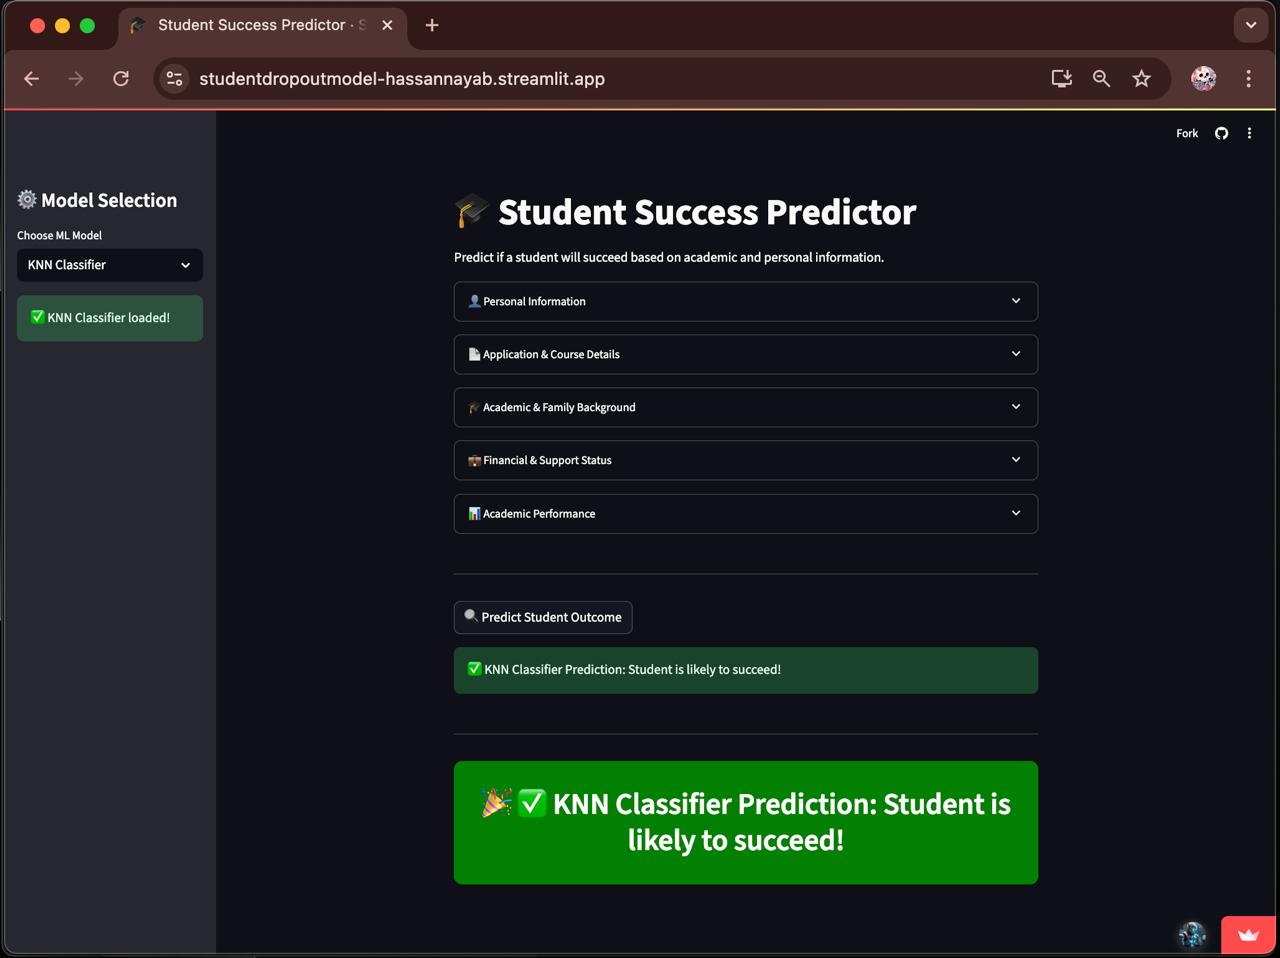 Student Success Predictor · S
studentdropoutmodel-hassannayab.streamlit.app
Fork
Model Selection
Choose ML Model
KNN Classifier
KNN Classifier loaded!
Student Success Predictor
Predict if a student will succeed based on academic and personal information.
Personal Information
Application & Course Details
Academic & Family Background
Financial & Support Status
Academic Performance
Predict Student Outcome
KNN Classifier Prediction: Student is likely to succeed!
KNN Classifier Prediction: Student is
likely to succeed!